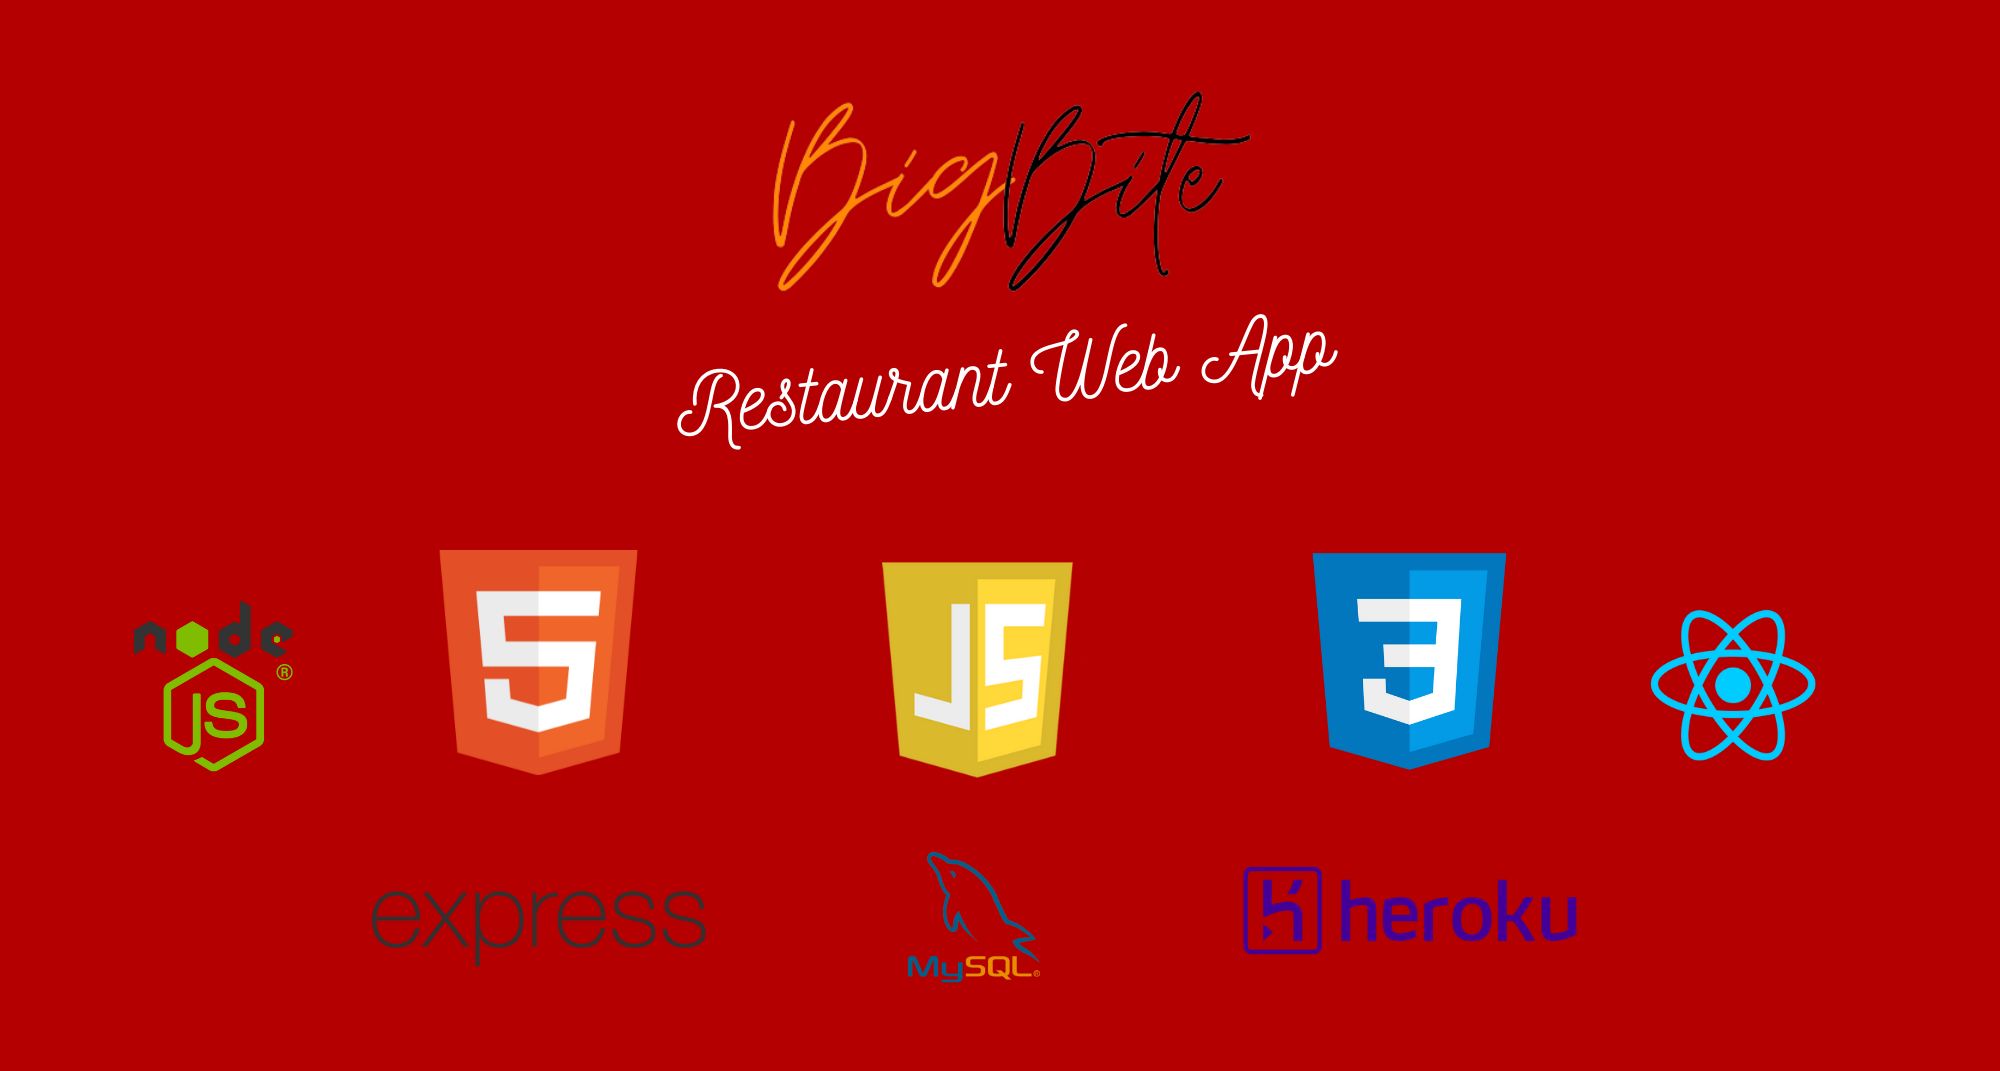 BigBite
Restaurant Web App
node
JS ®
5
JS
3
express
MySQL®
heroku